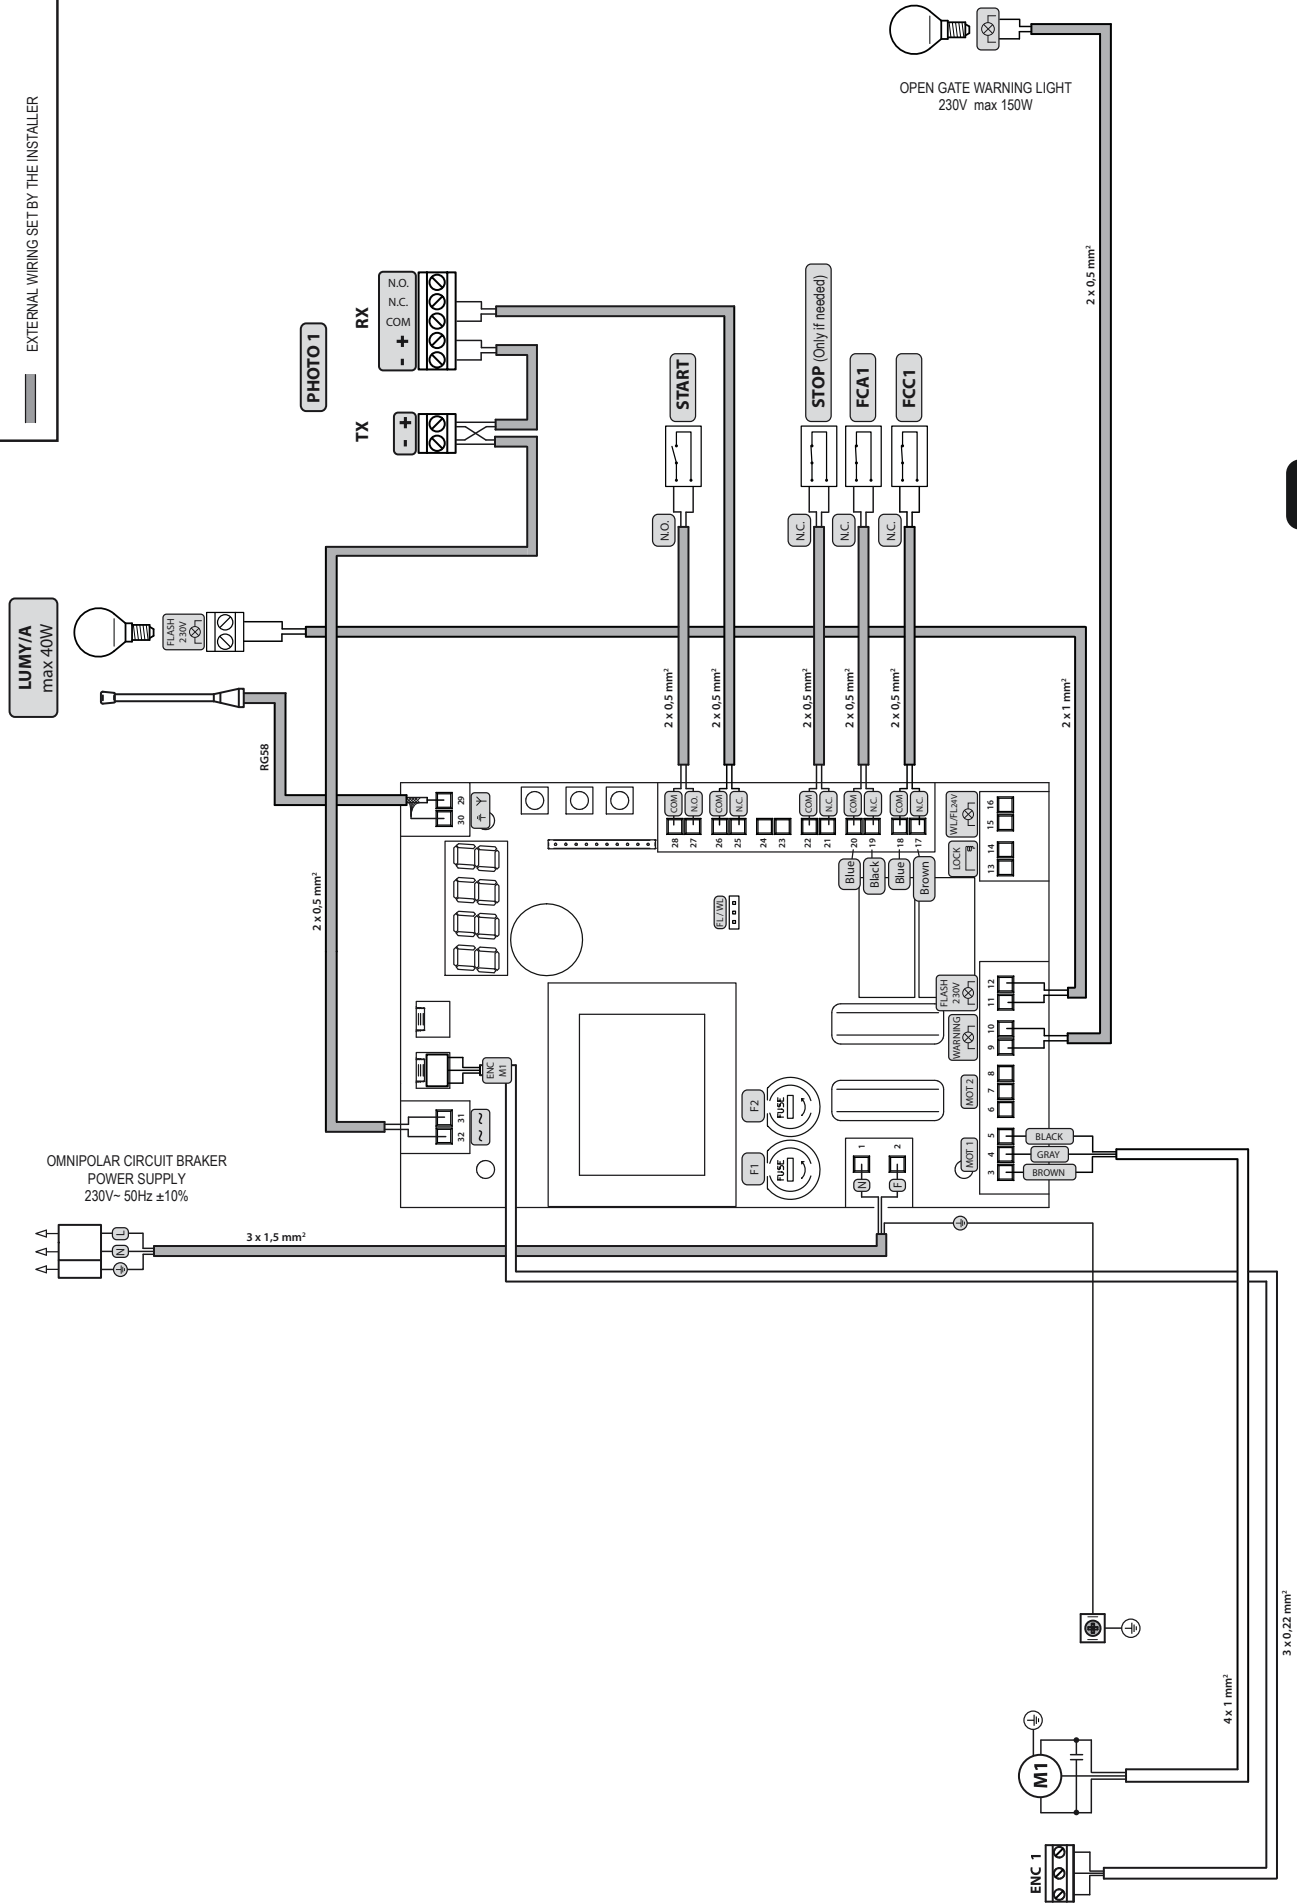 EXTERNAL WIRING SET BY THE INSTALLER
OPEN GATE WARNING LIGHT
230V max 150W
2 x 0,5 mm²
PHOTO 1
RX
N.O.
N.C.
COM
+
-
TX
- +
LUMY/A
max 40W
FLASH
230V
RG58
2 x 0,5 mm²
START
N.O.
STOP (Only if needed)
N.C.
FCA1
N.C.
FCC1
N.C.
2 x 0,5 mm²
2 x 0,5 mm²
2 x 0,5 mm²
2 x 0,5 mm²
2 x 0,5 mm²
2 x 1 mm²
29
30
COM
N.O.
COM
N.C.
COM
N.C.
COM
N.C.
COM
N.C.
28
27
26
25
24
23
22
21
20
19
18
17
Blue
Black
Blue
Brown
WL/FL24V
16
15
LOCK
14
13
FL / WL
FLASH
230V
12
11
WARNING
10
9
MOT 2
8
7
6
MOT 1
5
4
3
BLACK
GRAY
BROWN
ENC
M1
31
32
~ ~
F2
FUSE
F1
FUSE
1
2
N
F
OMNIPOLAR CIRCUIT BRAKER
POWER SUPPLY
230V~ 50Hz ±10%
L
N
3 x 1,5 mm²
M1
4 x 1 mm²
ENC 1
3 x 0,22 mm²